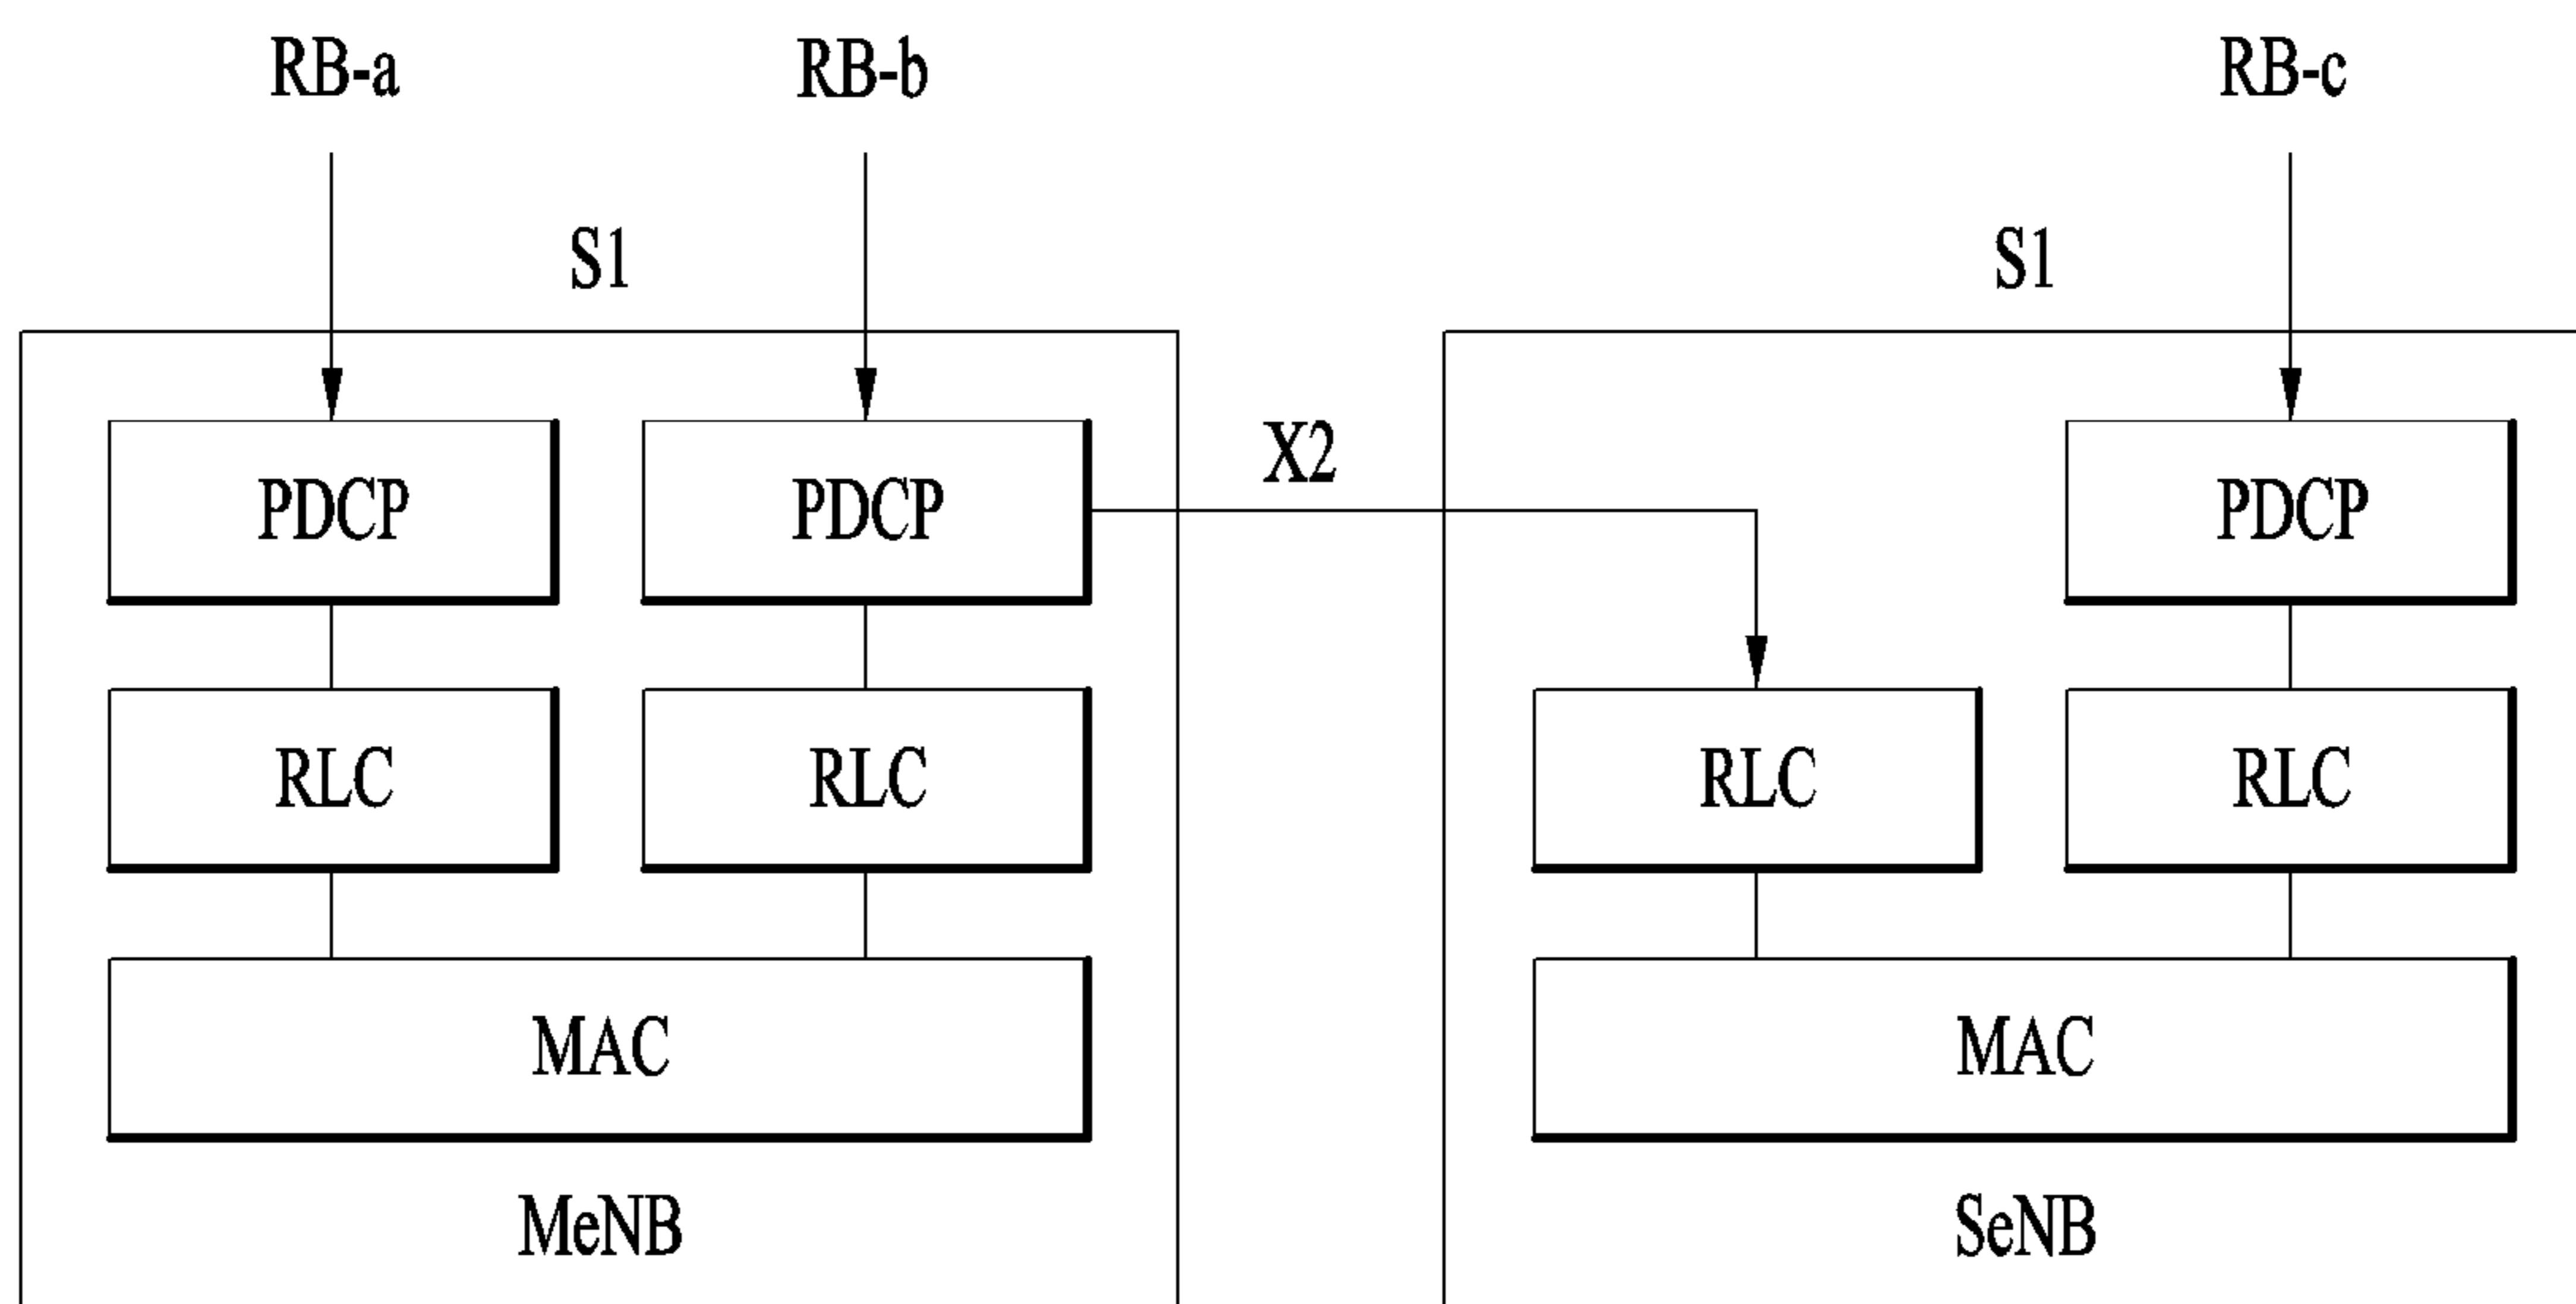 RB-a RB-b RB-c
S1 S1
X2
PDCP PDCP PDCP
RLC RLC RLC RLC
MAC MAC
MeNB SeNB